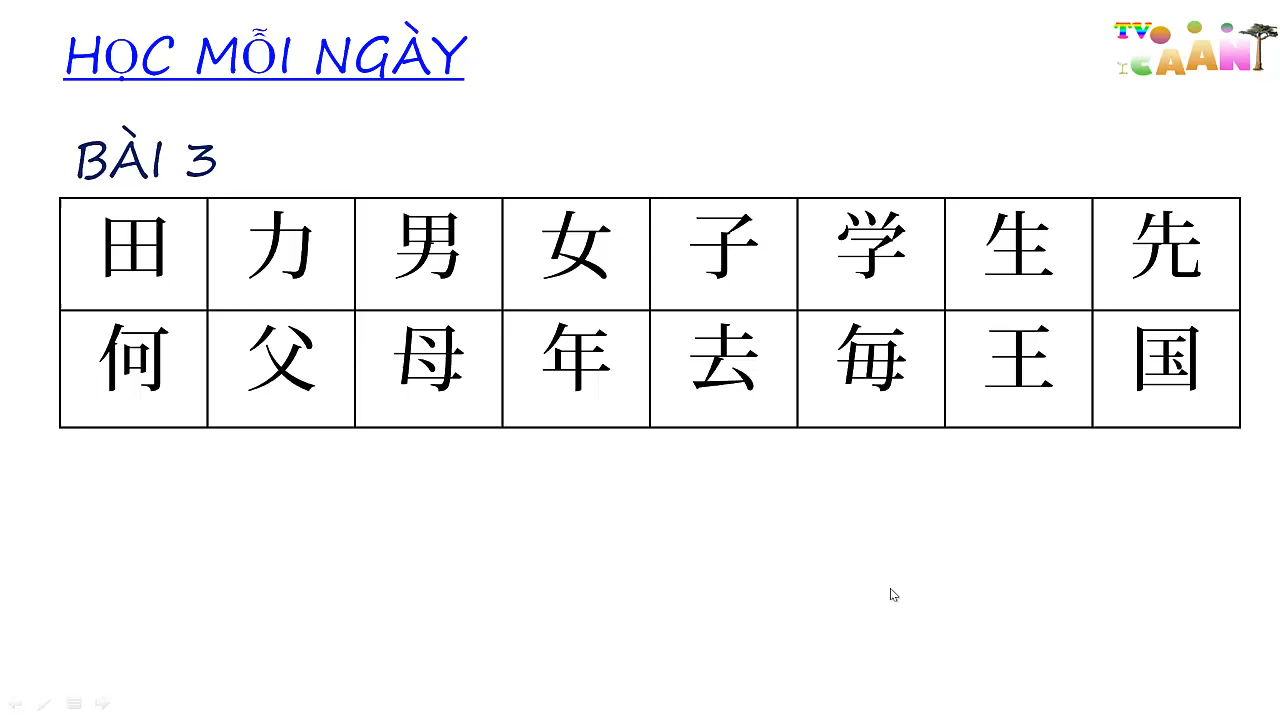 HỌC MỖI NGÀY
TV
CAAN
BÀI 3
田 力 男 女 子 学 生 先
何 父 母 年 去 毎 王 国